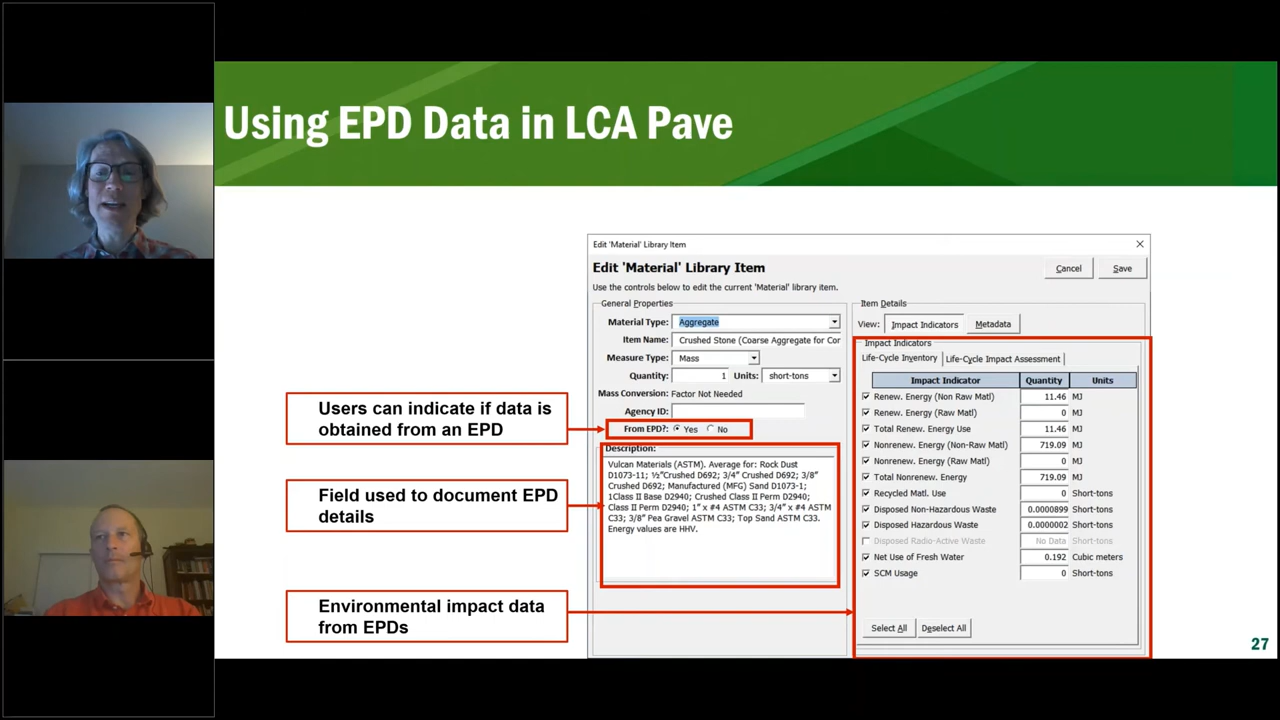 Using EPD Data in LCA Pave
Users can indicate if data is
obtained from an EPD
Field used to document EPD
details
Environmental impact data
from EPDs
Edit 'Material' Library Item
Edit 'Material' Library Item
Cancel
Save
Use the controls below to edit the current 'Material' library item.
General Properties
Material Type: Aggregate
Item Name: Crushed Stone (Coarse Aggregate for Cor
Measure Type: Mass
Quantity: 1 Units: short-tons
Mass Conversion: Factor Not Needed
Agency ID:
From EPD?: Yes No
Description:
Vulcan Materials (ASTM). Average for: Rock Dust
D1073-11; ½"Crushed D692; 3/4" Crushed D692; 3/8"
Crushed D692; Manufactured (MFG) Sand D1073-1;
1Class II Base D2940; Crushed Class II Perm D2940;
Class II Perm D2940; 1" x #4 ASTM C33; 3/4" x #4 ASTM
C33; 3/8" Pea Gravel ASTM C33; Top Sand ASTM C33.
Energy values are HHV.
Item Details
View: Impact Indicators Metadata
Impact Indicators
Life-Cycle Inventory Life-Cycle Impact Assessment
Impact Indicator Quantity Units
Renew. Energy (Non Raw Matl) 11.46 MJ
Renew. Energy (Raw Matl) 0 MJ
Total Renew. Energy Use 11.46 MJ
Nonrenew. Energy (Non-Raw Matl) 719.09 MJ
Nonrenew. Energy (Raw Matl) 0 MJ
Total Nonrenew. Energy 719.09 MJ
Recycled Matl. Use 0 Short-tons
Disposed Non-Hazardous Waste 0.0000899 Short-tons
Disposed Hazardous Waste 0.0000002 Short-tons
Disposed Radio-Active Waste No Data Short-tons
Net Use of Fresh Water 0.192 Cubic meters
SCM Usage 0 Short-tons
Select All Deselect All
27